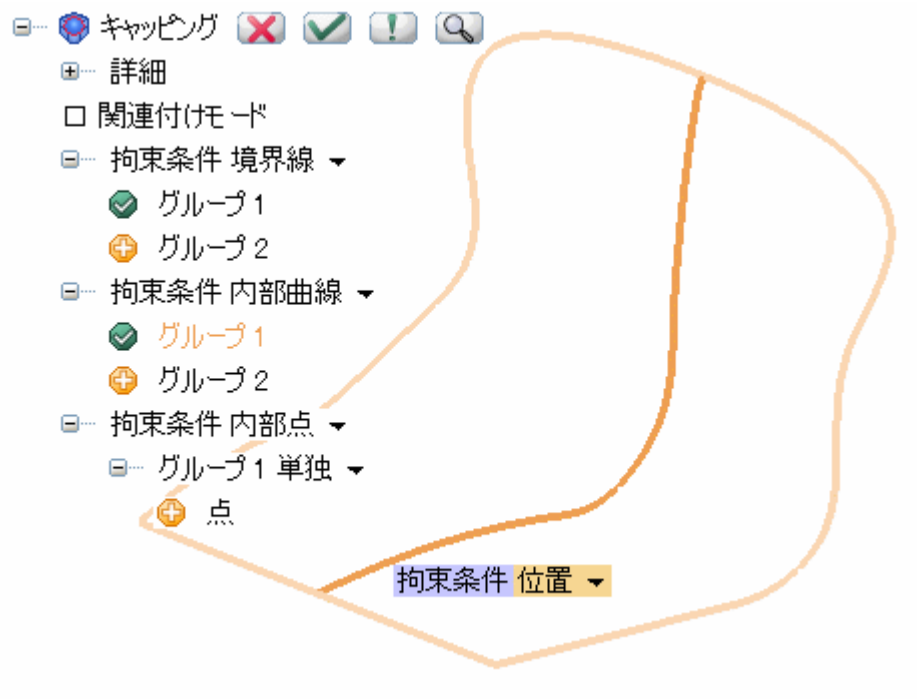 キャッピング
詳細
関連付けモード
拘束条件 境界線
グループ 1
グループ 2
拘束条件 内部曲線
グループ 1
グループ 2
拘束条件 内部点
グループ 1 単独
点
拘束条件 位置